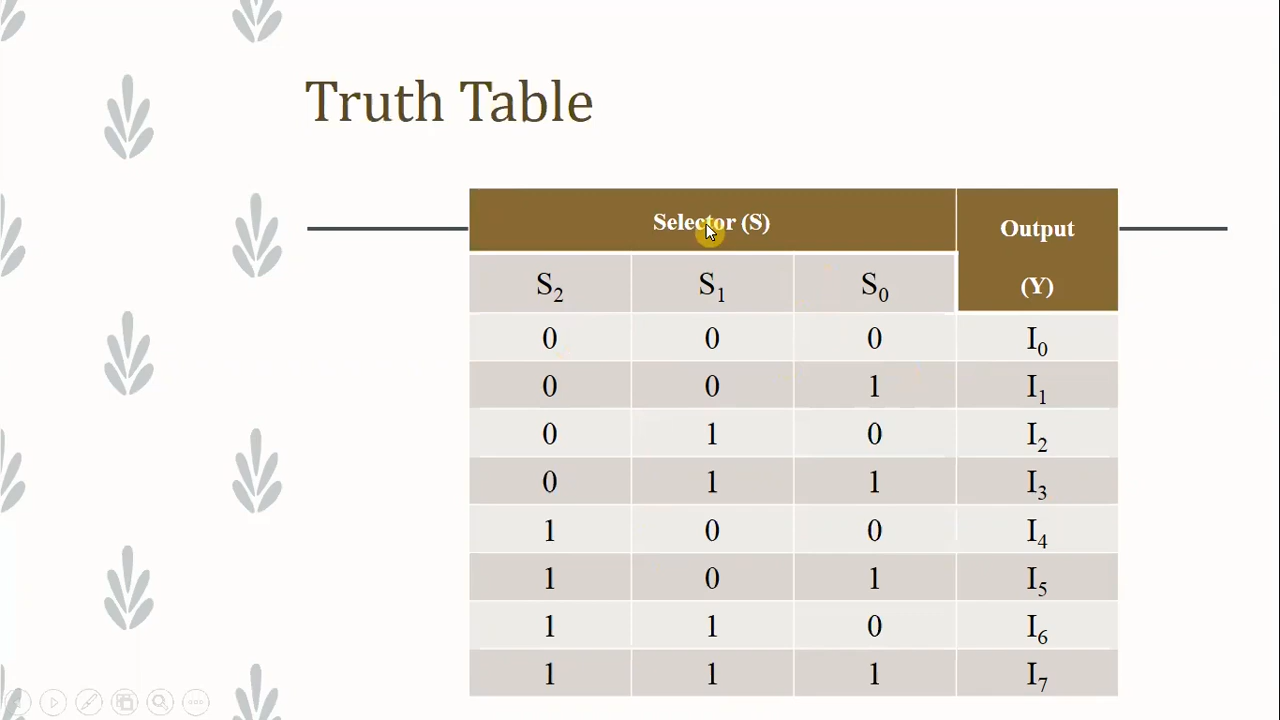 Truth Table
Selector (S) Output
(Y)
S₂ S₁ S₀
0 0 0 I₀
0 0 1 I₁
0 1 0 I₂
0 1 1 I₃
1 0 0 I₄
1 0 1 I₅
1 1 0 I₆
1 1 1 I₇